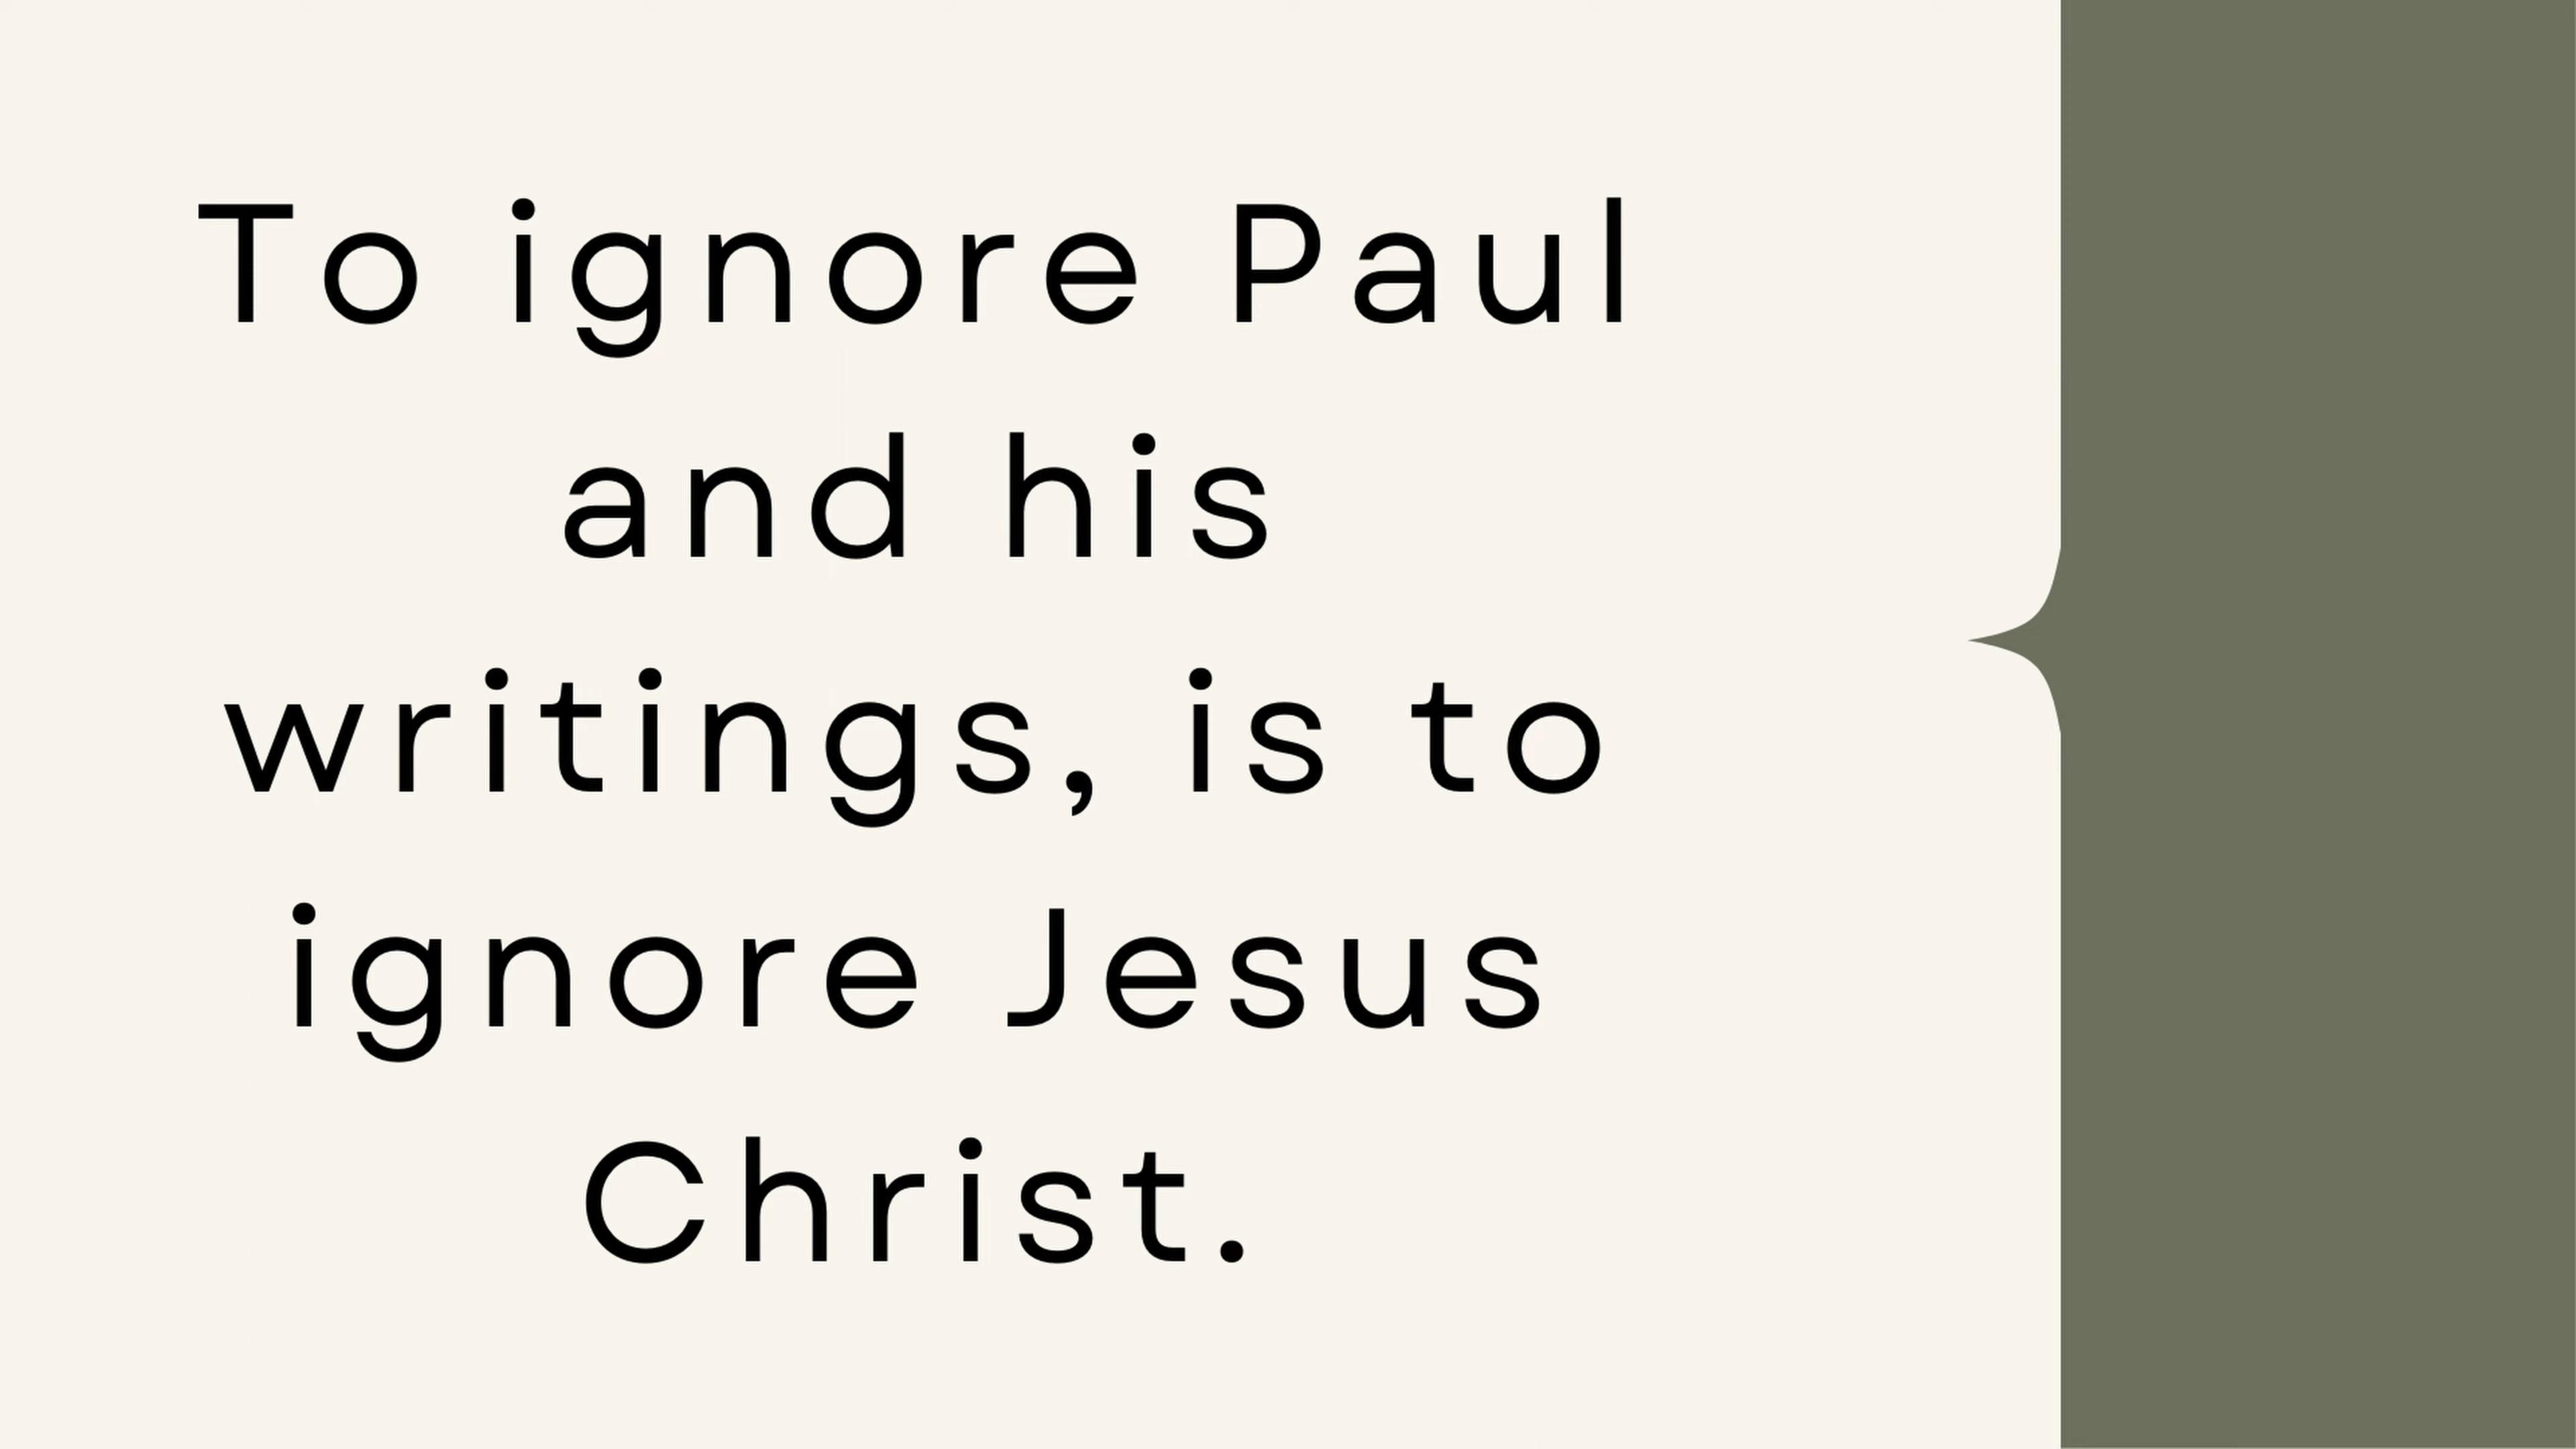 To ignore Paul
and his
writings, is to
ignore Jesus
Christ.